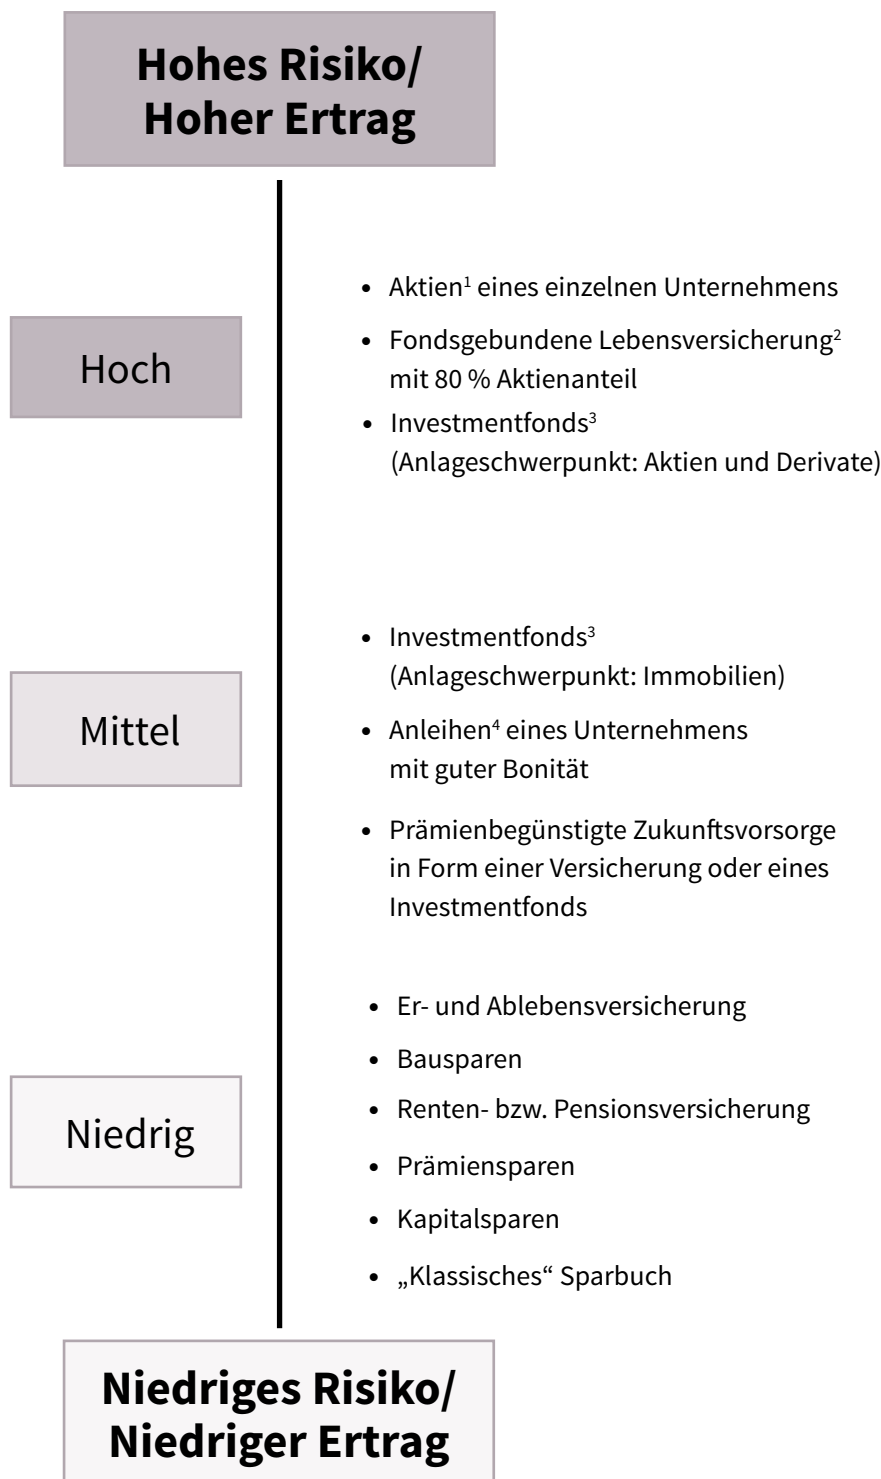 Hohes Risiko/
Hoher Ertrag
Hoch
• Aktien¹ eines einzelnen Unternehmens
• Fondsgebundene Lebensversicherung²
mit 80 % Aktienanteil
• Investmentfonds³
(Anlageschwerpunkt: Aktien und Derivate)
Mittel
• Investmentfonds³
(Anlageschwerpunkt: Immobilien)
• Anleihen⁴ eines Unternehmens
mit guter Bonität
• Prämienbegünstigte Zukunftsvorsorge
in Form einer Versicherung oder eines
Investmentfonds
Niedrig
• Er- und Ablebensversicherung
• Bausparen
• Renten- bzw. Pensionsversicherung
• Prämiensparen
• Kapitalsparen
• „Klassisches“ Sparbuch
Niedriges Risiko/
Niedriger Ertrag